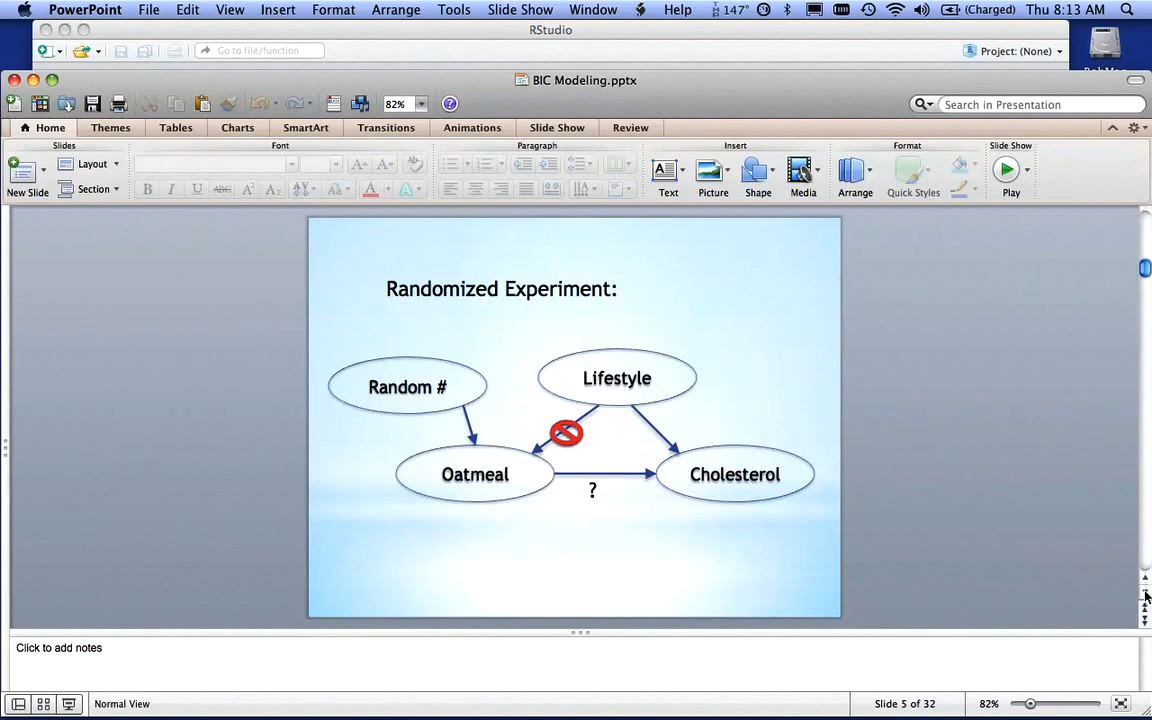 PowerPoint File Edit View Insert Format Arrange Tools Slide Show Window Help 147° (Charged) Thu 8:13 AM
RStudio
Go to file/function Project: (None)
BIC Modeling.pptx
82% Search in Presentation
Home Themes Tables Charts SmartArt Transitions Animations Slide Show Review
Slides Font Paragraph Insert Format Slide Show
Layout
New Slide Section B I U ABC A² A₂ Text Picture Shape Media Arrange Quick Styles Play
Randomized Experiment:
Random # Lifestyle
Oatmeal Cholesterol
?
Click to add notes
Normal View Slide 5 of 32 82%